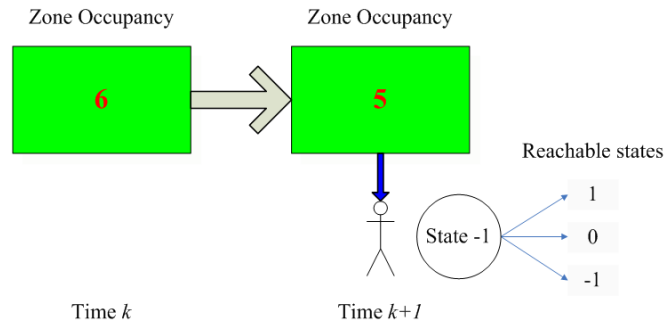 Zone Occupancy
Zone Occupancy
6
5
Reachable states
1
State -1
0
-1
Time k
Time k+1